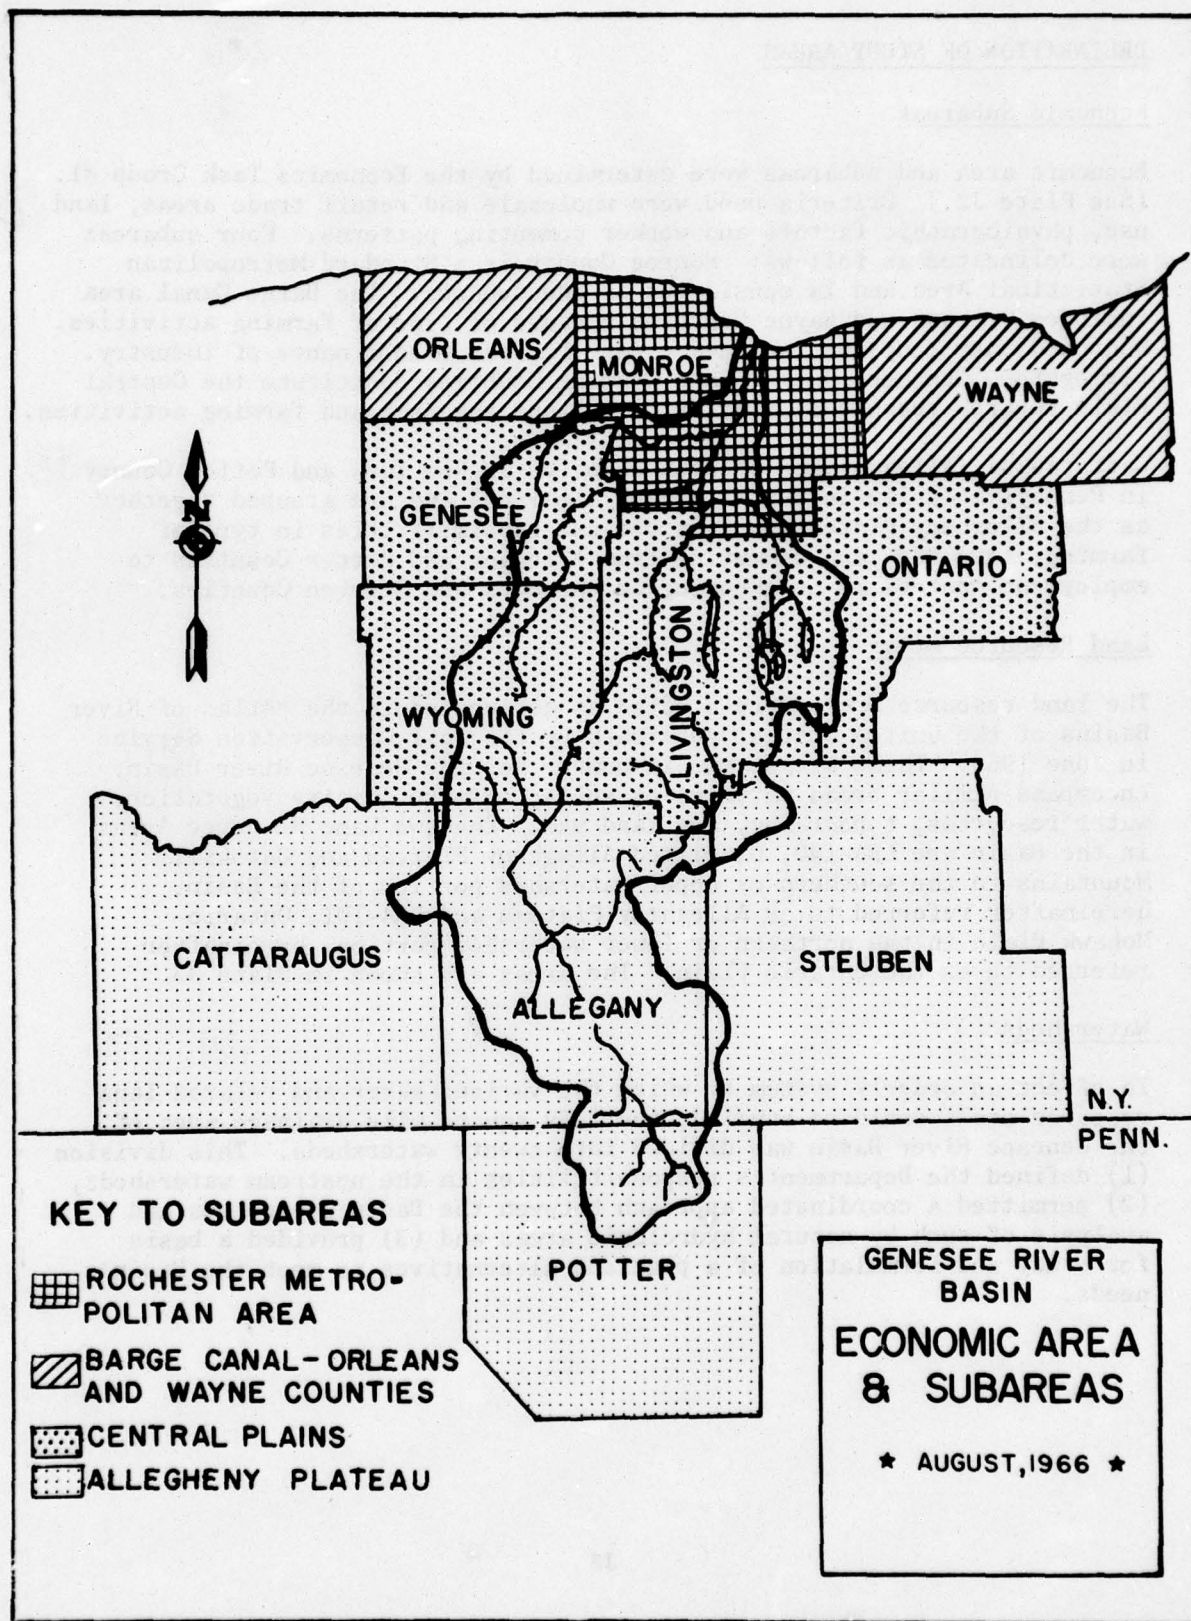 ORLEANS
MONROE
WAYNE
N
GENESEE
ONTARIO
LIVINGSTON
WYOMING
CATTARAUGUS
STEUBEN
ALLEGANY
N.Y.
PENN.
POTTER
KEY TO SUBAREAS
ROCHESTER METRO-
POLITAN AREA
BARGE CANAL-ORLEANS
AND WAYNE COUNTIES
CENTRAL PLAINS
ALLEGHENY PLATEAU
GENESEE RIVER
BASIN
ECONOMIC AREA
& SUBAREAS
★ AUGUST, 1966 ★